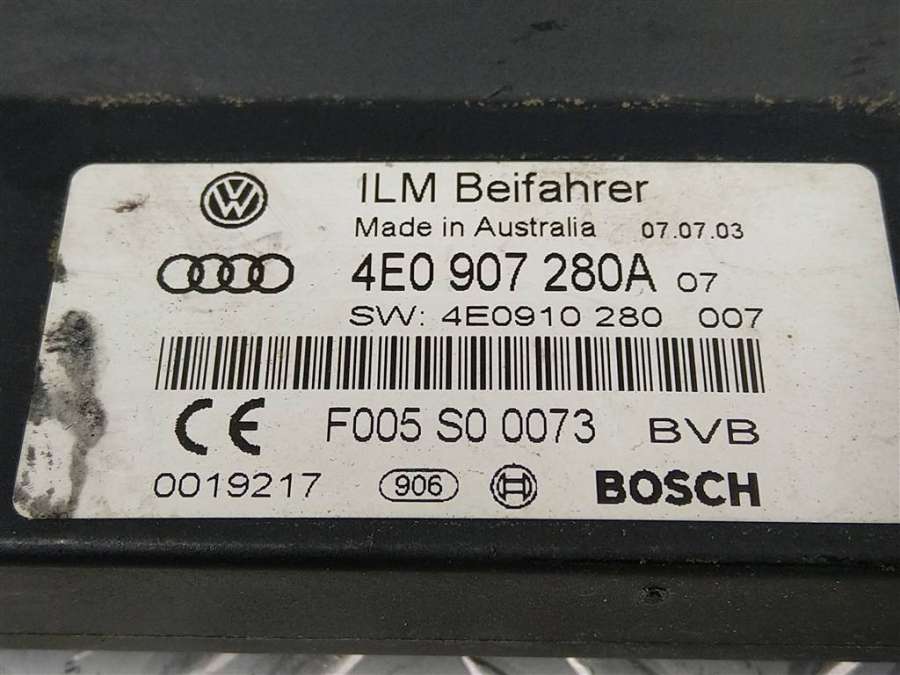 ILM Beifahrer
Made in Australia 07.07.03
4E0 907 280A 07
SW: 4E0910 280 007
CE F005 S0 0073 BVB
0019217 906 BOSCH